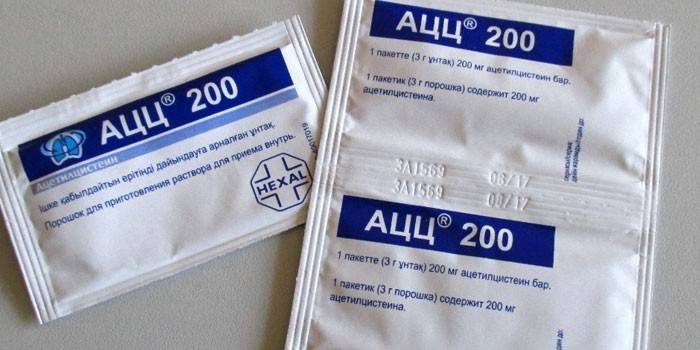 АЦЦ® 200
Ацетилцистеин
Ішке қабылдайтын ерітінді дайындауға арналған ұнтақ.
Порошок для приготовления раствора для приема внутрь.
HEXAL
АЦЦ® 200
1 пакетте (3 г ұнтақ) 200 мг ацетилцистеин бар.
1 пакетик (3 г порошка) содержит 200 мг
ацетилцистеина.
3A1569 08/17
3A1569 08/17
АЦЦ® 200
1 пакетте (3 г ұнтақ) 200 мг ацетилцистеин бар.
1 пакетик (3 г порошка) содержит 200 мг
ацетилцистеина.